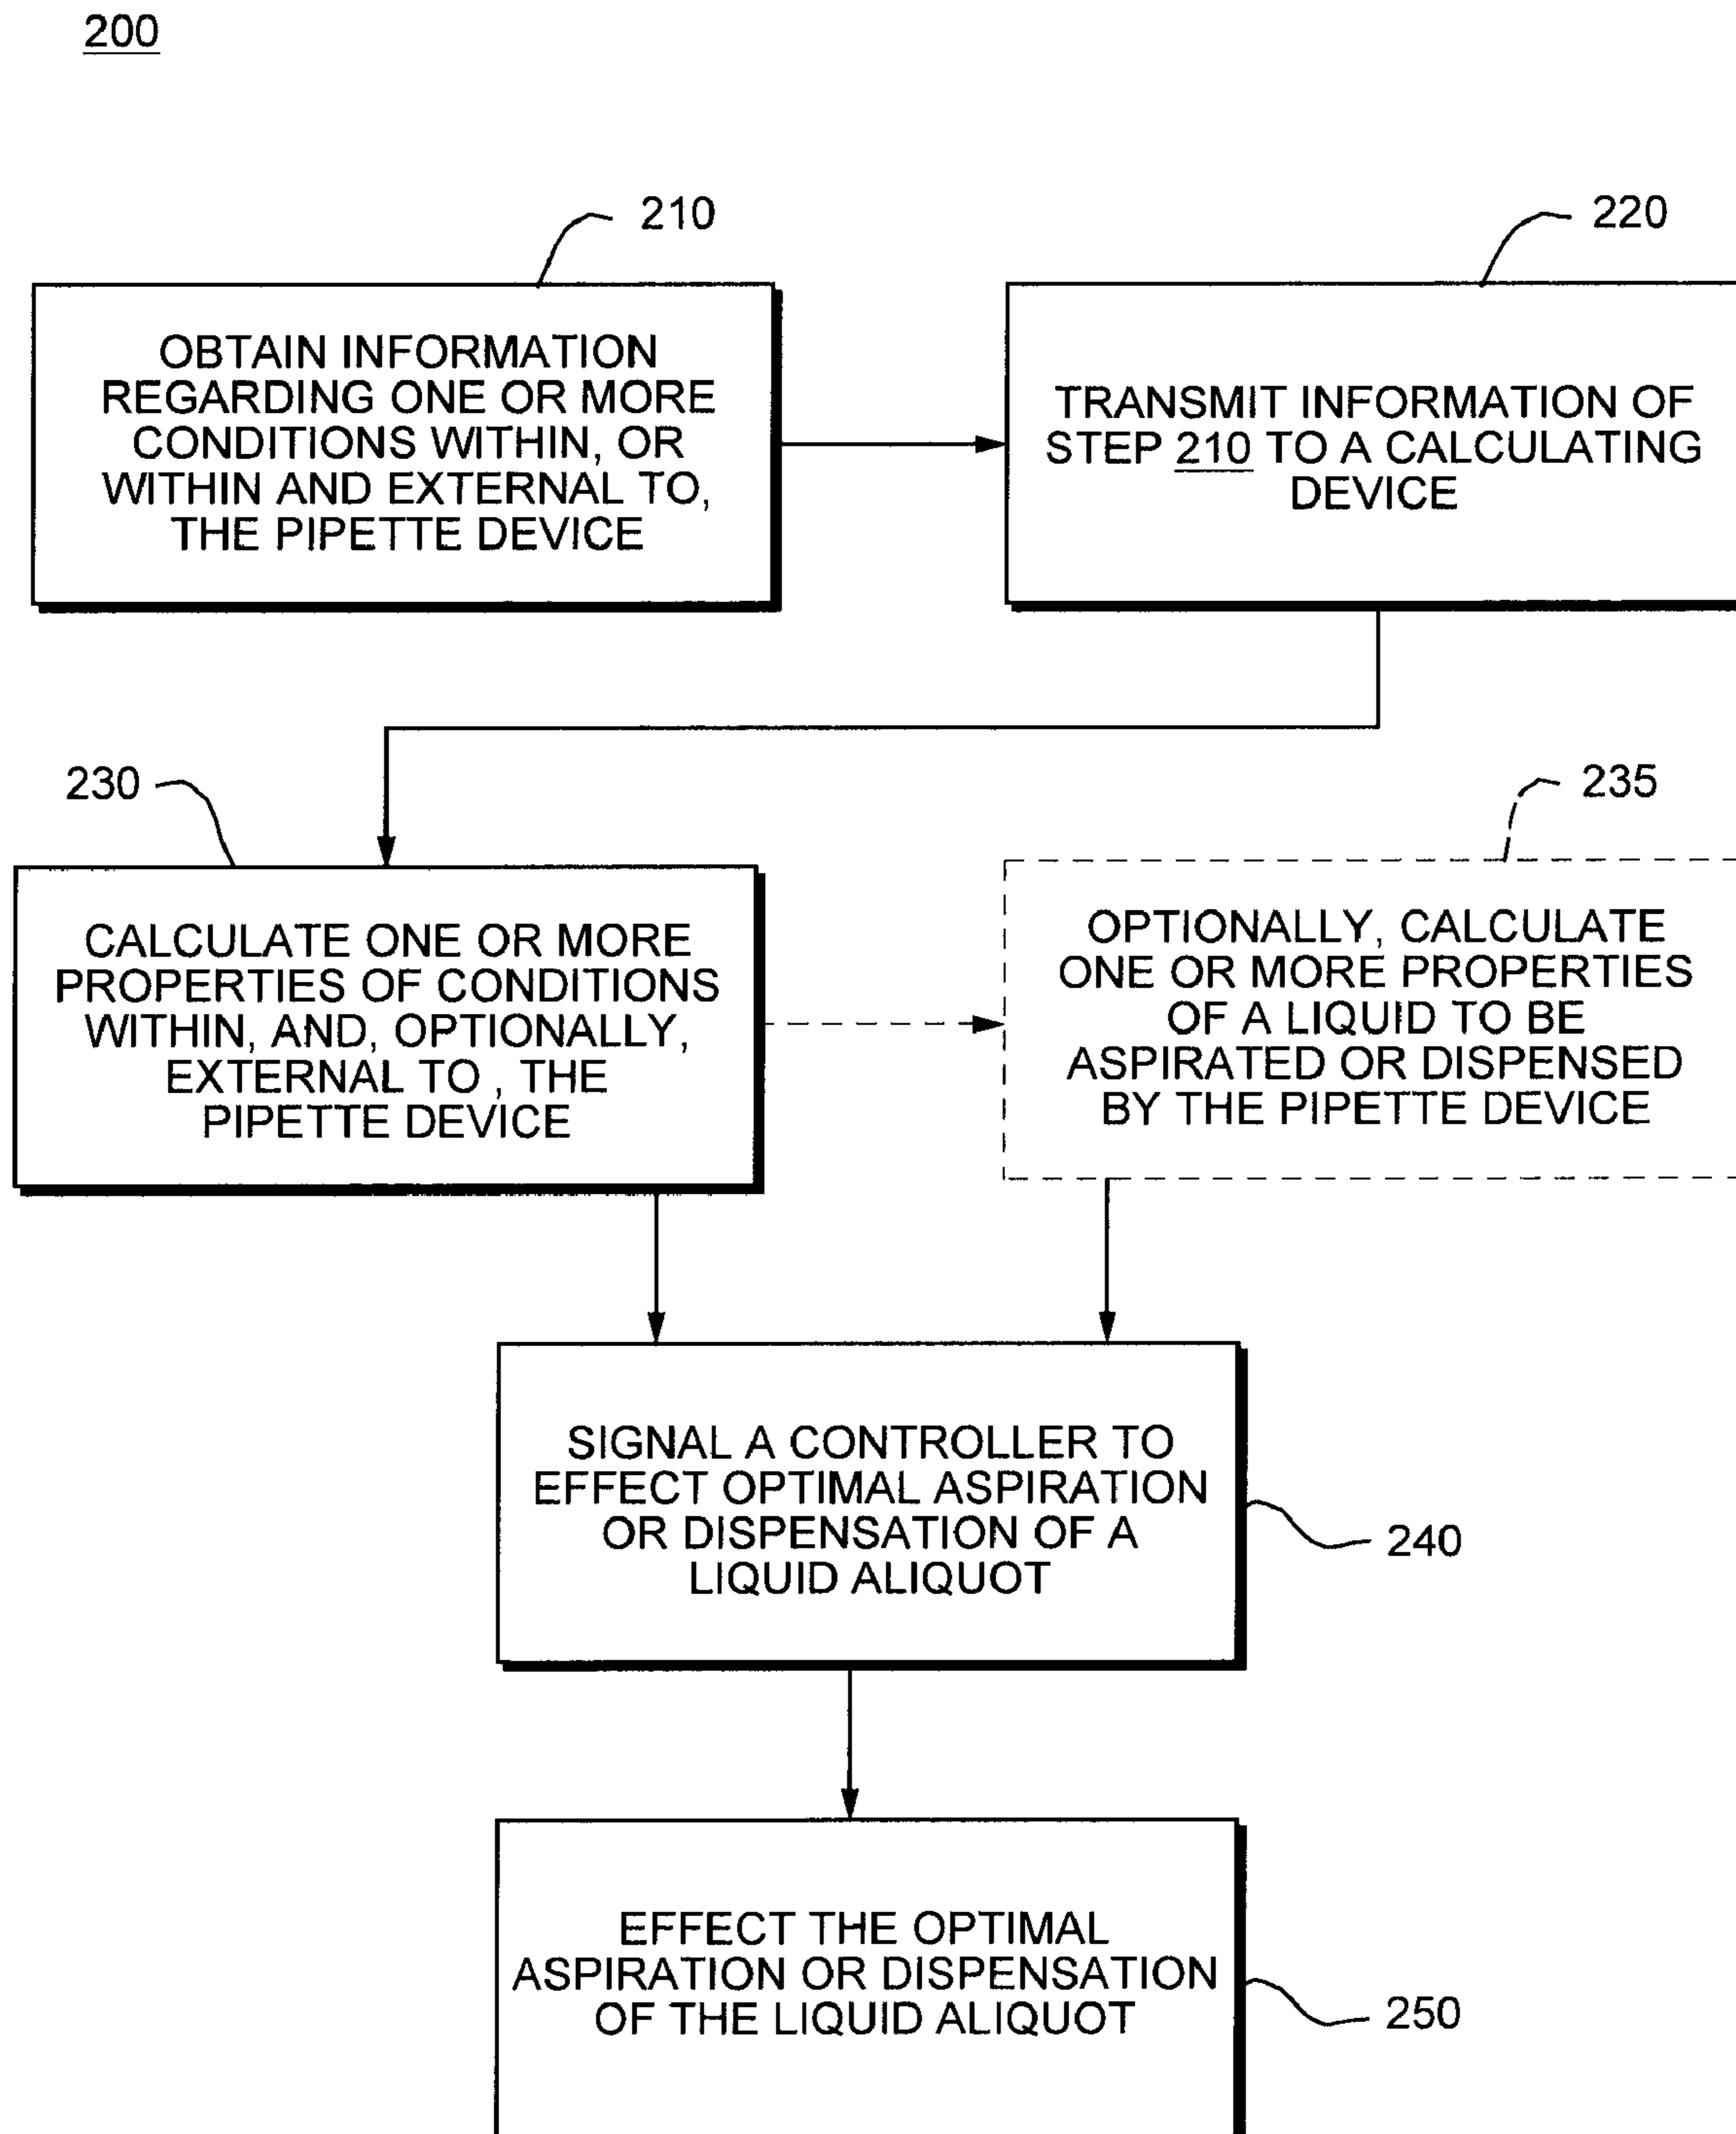 200
210
220
OBTAIN INFORMATION
REGARDING ONE OR MORE
CONDITIONS WITHIN, OR
WITHIN AND EXTERNAL TO,
THE PIPETTE DEVICE
TRANSMIT INFORMATION OF
STEP 210 TO A CALCULATING
DEVICE
230
235
CALCULATE ONE OR MORE
PROPERTIES OF CONDITIONS
WITHIN, AND, OPTIONALLY,
EXTERNAL TO , THE
PIPETTE DEVICE
OPTIONALLY, CALCULATE
ONE OR MORE PROPERTIES
OF A LIQUID TO BE
ASPIRATED OR DISPENSED
BY THE PIPETTE DEVICE
SIGNAL A CONTROLLER TO
EFFECT OPTIMAL ASPIRATION
OR DISPENSATION OF A
LIQUID ALIQUOT
240
EFFECT THE OPTIMAL
ASPIRATION OR DISPENSATION
OF THE LIQUID ALIQUOT
250